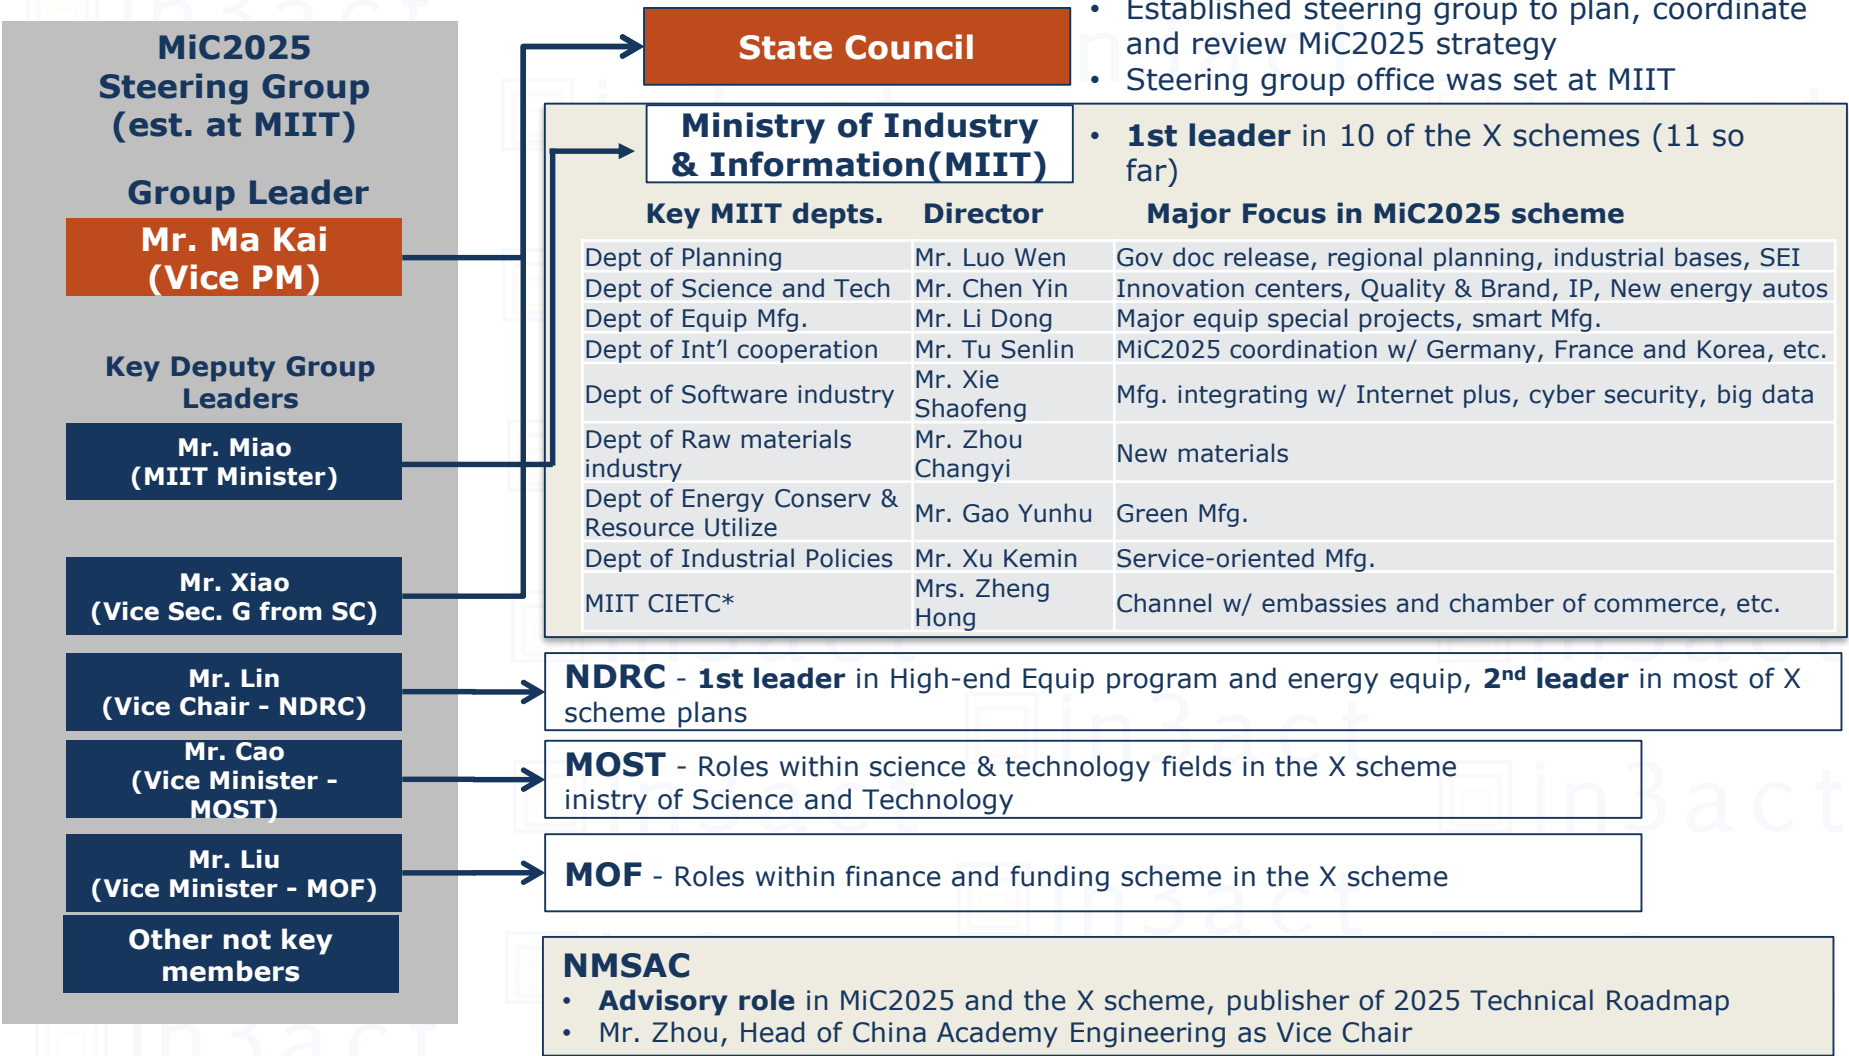 MiC2025
Steering Group
(est. at MIIT)
Group Leader
Mr. Ma Kai
(Vice PM)
Key Deputy Group
Leaders
Mr. Miao
(MIIT Minister)
Mr. Xiao
(Vice Sec. G from SC)
Mr. Lin
(Vice Chair – NDRC)
Mr. Cao
(Vice Minister –
MOST)
Mr. Liu
(Vice Minister – MOF)
Other not key
members
State Council
• Established steering group to plan, coordinate
and review MiC2025 strategy
• Steering group office was set at MIIT
Ministry of Industry
& Information(MIIT)
• 1st leader in 10 of the X schemes (11 so
far)
Key MIIT depts. Director Major Focus in MiC2025 scheme
Dept of Planning Mr. Luo Wen Gov doc release, regional planning, industrial bases, SEI
Dept of Science and Tech Mr. Chen Yin Innovation centers, Quality & Brand, IP, New energy autos
Dept of Equip Mfg. Mr. Li Dong Major equip special projects, smart Mfg.
Dept of Int’l cooperation Mr. Tu Senlin MiC2025 coordination w/ Germany, France and Korea, etc.
Dept of Software industry Mr. Xie
Shaofeng Mfg. integrating w/ Internet plus, cyber security, big data
Dept of Raw materials
industry Mr. Zhou
Changyi New materials
Dept of Energy Conserv &
Resource Utilize Mr. Gao Yunhu Green Mfg.
Dept of Industrial Policies Mr. Xu Kemin Service-oriented Mfg.
MIIT CIETC* Mrs. Zheng
Hong Channel w/ embassies and chamber of commerce, etc.
NDRC - 1st leader in High-end Equip program and energy equip, 2nd leader in most of X
scheme plans
MOST - Roles within science & technology fields in the X scheme
inistry of Science and Technology
MOF - Roles within finance and funding scheme in the X scheme
NMSAC
• Advisory role in MiC2025 and the X scheme, publisher of 2025 Technical Roadmap
• Mr. Zhou, Head of China Academy Engineering as Vice Chair
in3act